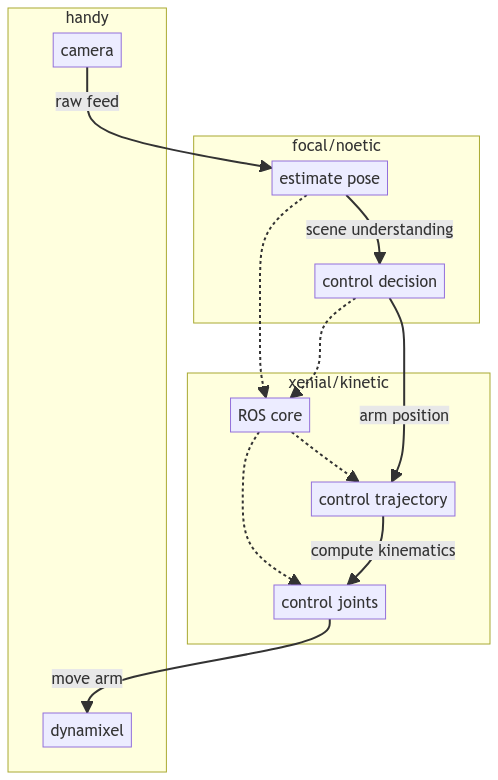 handy
camera
raw feed
focal/noetic
estimate pose
scene understanding
control decision
xenial/kinetic
ROS core
arm position
control trajectory
compute kinematics
control joints
move arm
dynamixel